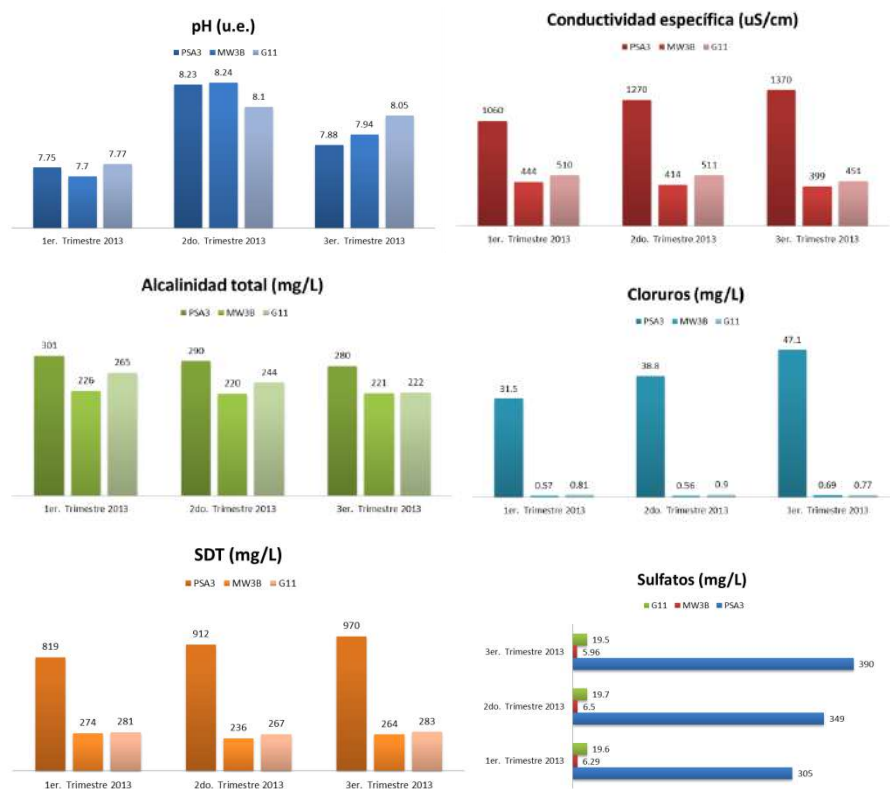 pH (u.e.)
PSA3 MW3B G11
8.23 8.24 8.1
7.88 7.94 8.05
7.75 7.7 7.77
1er. Trimestre 2013 2do. Trimestre 2013 3er. Trimestre 2013
Conductividad específica (uS/cm)
PSA3 MW3B G11
1370
1270
1060
444 510 414 511 399 451
1er. Trimestre 2013 2do. Trimestre 2013 3er. Trimestre 2013
Alcalinidad total (mg/L)
PSA3 MW3B G11
301 290 280
226 265 220 244 221 222
1er. Trimestre 2013 2do. Trimestre 2013 3er. Trimestre 2013
Cloruros (mg/L)
PSA3 MW3B G11
47.1
38.8
31.5
0.57 0.81 0.56 0.9 0.69 0.77
1er. Trimestre 2013 2do. Trimestre 2013 3er. Trimestre 2013
SDT (mg/L)
PSA3 MW3B G11
970
912
819
274 281 236 267 264 283
1er. Trimestre 2013 2do. Trimestre 2013 3er. Trimestre 2013
Sulfatos (mg/L)
G11 MW3B PSA3
19.5
3er. Trimestre 2013 5.96
390
19.7
2do. Trimestre 2013 6.5
349
19.6
1er. Trimestre 2013 6.29
305